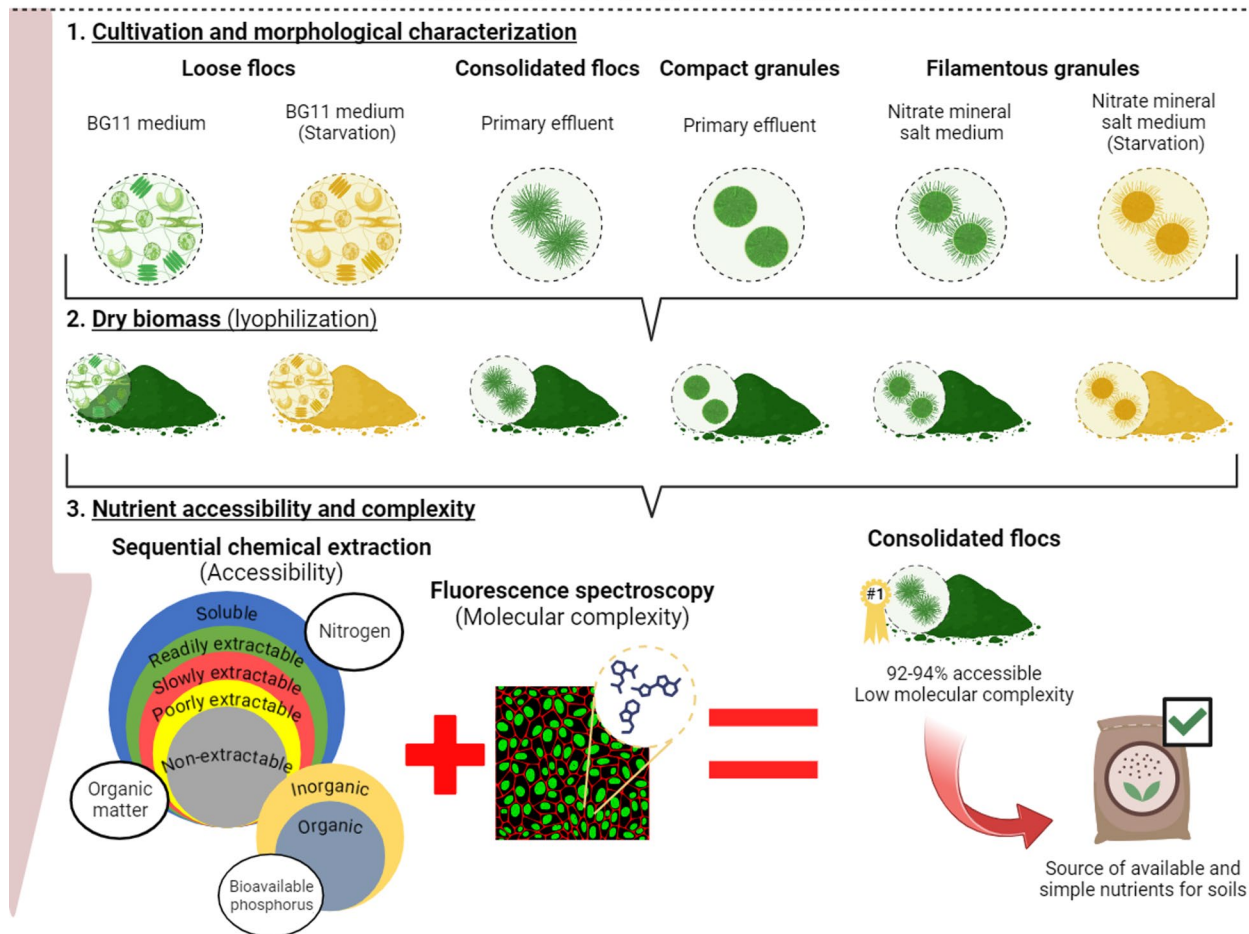 1. Cultivation and morphological characterization
Loose flocs
Consolidated flocs
Compact granules
Filamentous granules
BG11 medium
BG11 medium
(Starvation)
Primary effluent
Primary effluent
Nitrate mineral
salt medium
Nitrate mineral
salt medium
(Starvation)
2. Dry biomass (lyophilization)
3. Nutrient accessibility and complexity
Sequential chemical extraction
(Accessibility)
Soluble
Readily extractable
Slowly extractable
Poorly extractable
Non-extractable
Nitrogen
Organic
matter
Inorganic
Organic
Bioavailable
phosphorus
Fluorescence spectroscopy
(Molecular complexity)
Consolidated flocs
#1
92-94% accessible
Low molecular complexity
Source of available and
simple nutrients for soils